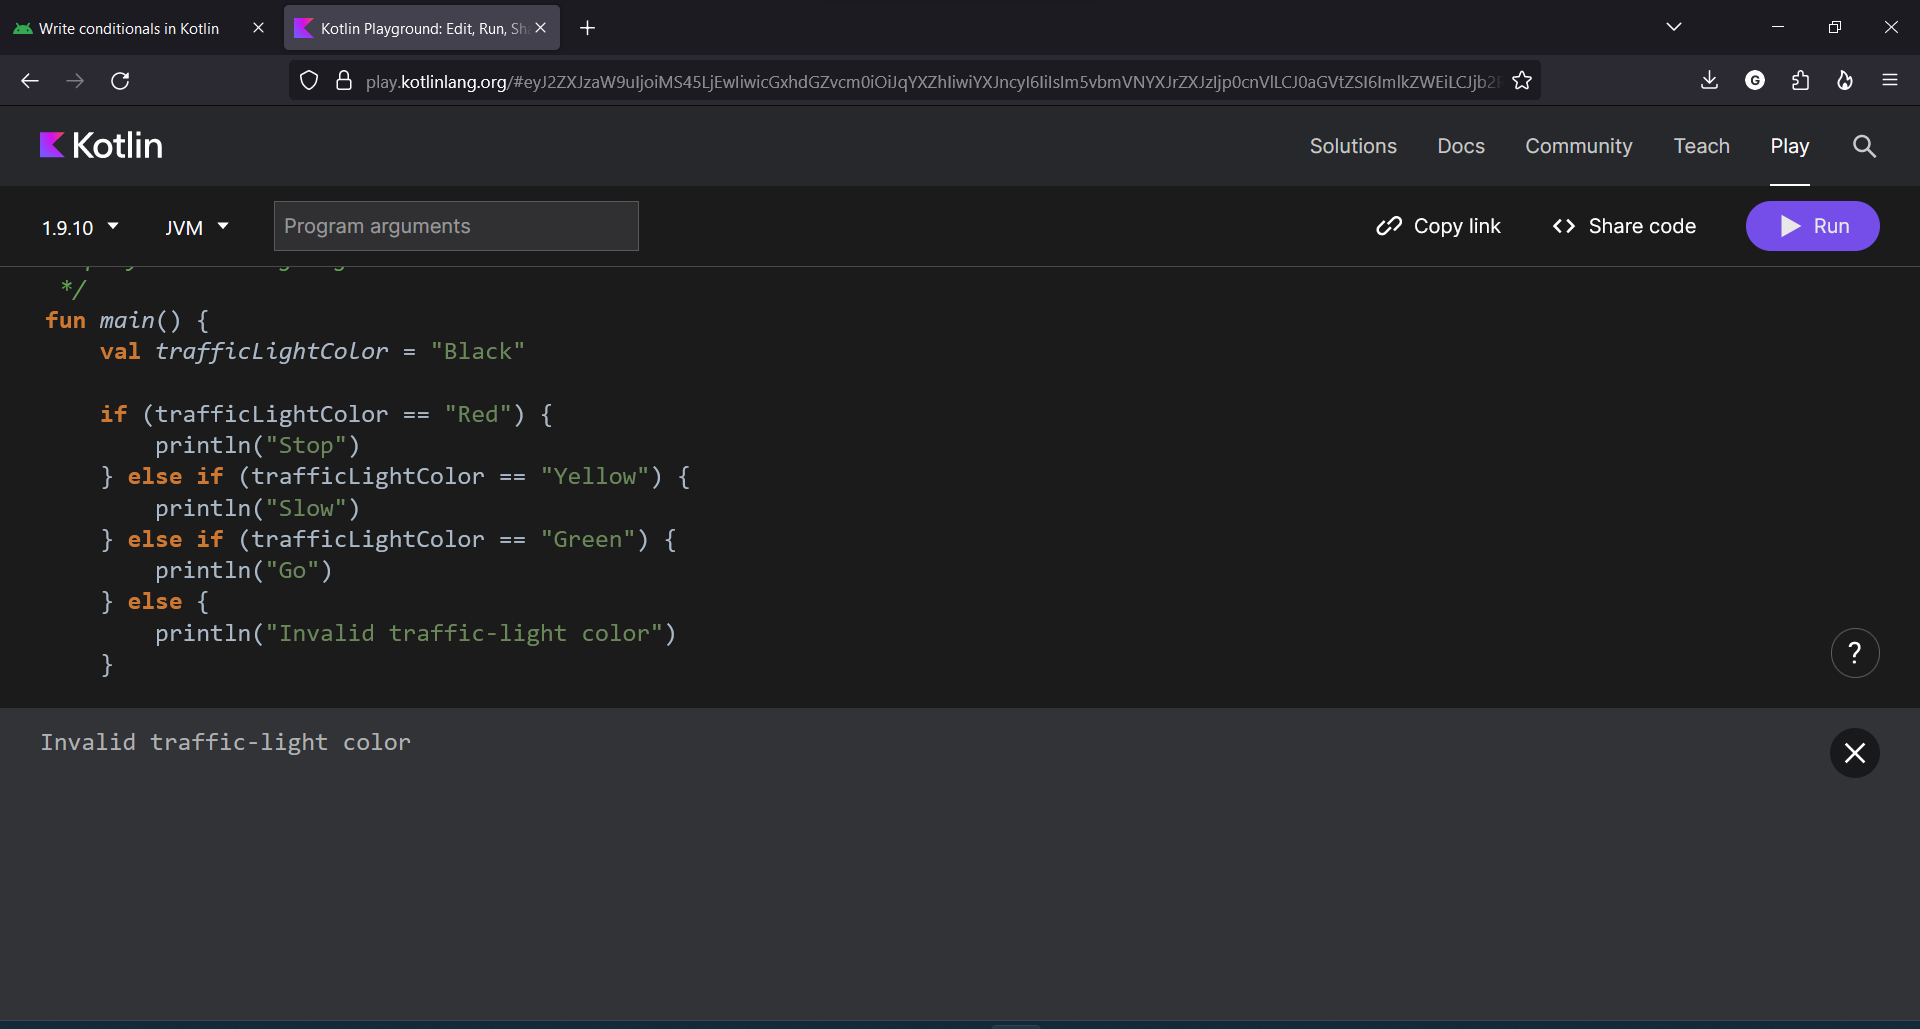 Write conditionals in Kotlin
Kotlin Playground: Edit, Run, Sh
play.kotlinlang.org/
Kotlin
Solutions Docs Community Teach Play
1.9.10 JVM Program arguments Copy link Share code Run
*/
fun main() {
val trafficLightColor = "Black"
if (trafficLightColor == "Red") {
println("Stop")
} else if (trafficLightColor == "Yellow") {
println("Slow")
} else if (trafficLightColor == "Green") {
println("Go")
} else {
println("Invalid traffic-light color")
}
?
Invalid traffic-light color